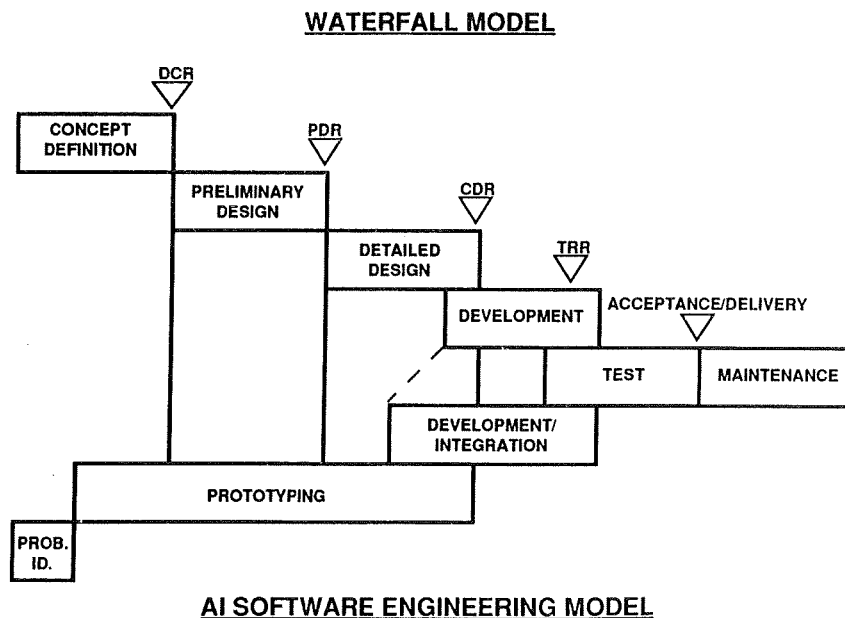 WATERFALL MODEL
DCR
CONCEPT
DEFINITION
PDR
PRELIMINARY
DESIGN
CDR
DETAILED
DESIGN
TRR
DEVELOPMENT
ACCEPTANCE/DELIVERY
TEST
MAINTENANCE
DEVELOPMENT/
INTEGRATION
PROTOTYPING
PROB.
ID.
AI SOFTWARE ENGINEERING MODEL